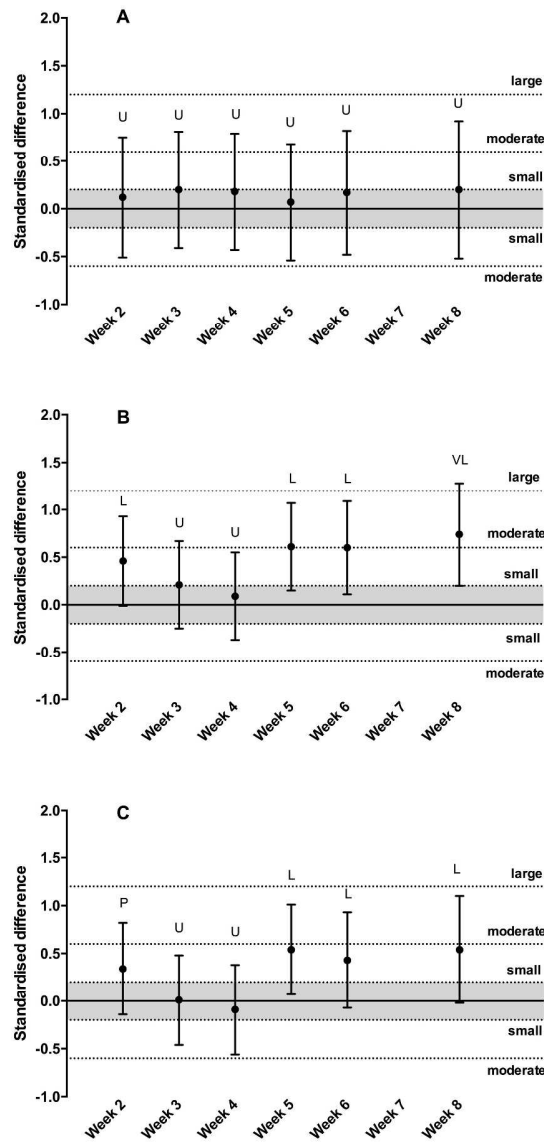 A
2.0
large
1.5
U U U U U U
1.0
moderate
0.5
small
0.0
small
-0.5
moderate
-1.0
Standardised difference
Week 2 Week 3 Week 4 Week 5 Week 6 Week 7 Week 8
B
2.0
VL
1.5
L L L
large
1.0
U U
moderate
0.5
small
0.0
small
-0.5
moderate
-1.0
Standardised difference
Week 2 Week 3 Week 4 Week 5 Week 6 Week 7 Week 8
C
2.0
1.5
L L L
large
1.0
P U U
moderate
0.5
small
0.0
small
-0.5
moderate
-1.0
Standardised difference
Week 2 Week 3 Week 4 Week 5 Week 6 Week 7 Week 8